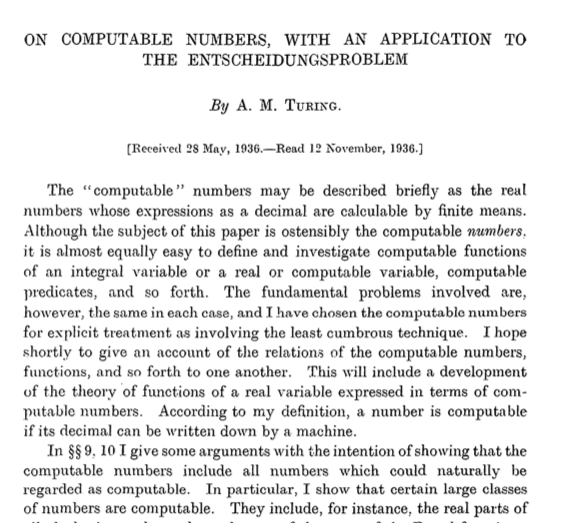 ON COMPUTABLE NUMBERS, WITH AN APPLICATION TO
THE ENTSCHEIDUNGSPROBLEM
By A. M. TURING.
[Received 28 May, 1936.—Read 12 November, 1936.]
The "computable" numbers may be described briefly as the real
numbers whose expressions as a decimal are calculable by finite means.
Although the subject of this paper is ostensibly the computable numbers,
it is almost equally easy to define and investigate computable functions
of an integral variable or a real or computable variable, computable
predicates, and so forth. The fundamental problems involved are,
however, the same in each case, and I have chosen the computable numbers
for explicit treatment as involving the least cumbrous technique. I hope
shortly to give an account of the relations of the computable numbers,
functions, and so forth to one another. This will include a development
of the theory of functions of a real variable expressed in terms of com-
putable numbers. According to my definition, a number is computable
if its decimal can be written down by a machine.
In §§ 9, 10 I give some arguments with the intention of showing that the
computable numbers include all numbers which could naturally be
regarded as computable. In particular, I show that certain large classes
of numbers are computable. They include, for instance, the real parts of